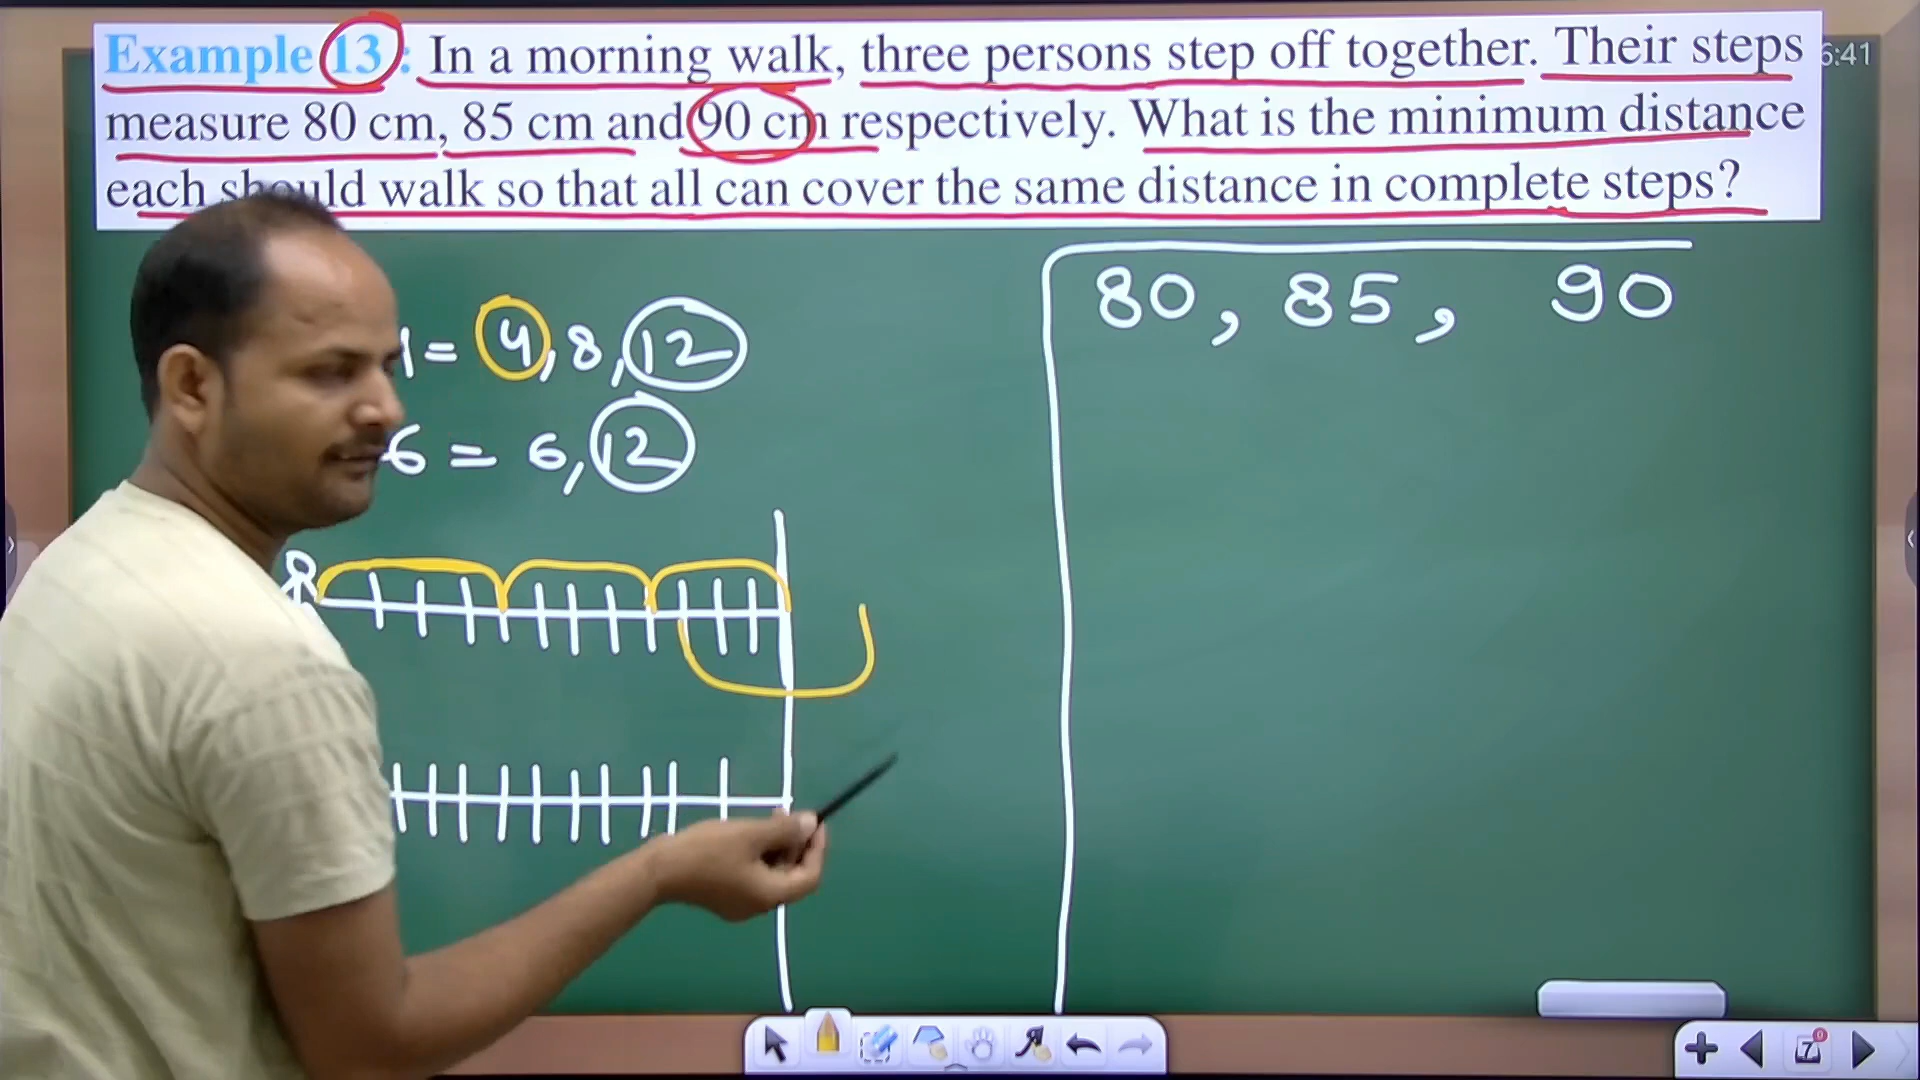 Example 13: In a morning walk, three persons step off together. Their steps
measure 80 cm, 85 cm and 90 cm respectively. What is the minimum distance
each should walk so that all can cover the same distance in complete steps?
6:41
= 4, 8, 12
6 = 6, 12
80, 85, 90
7
0